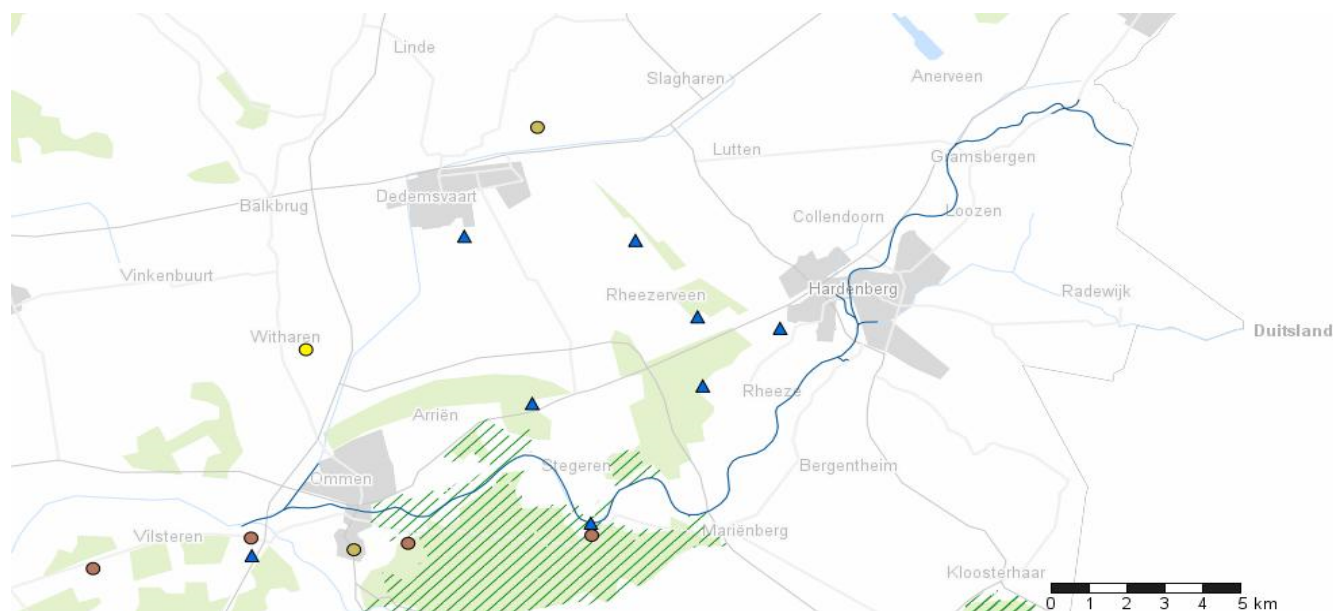 Linde
Slagharen
Anerveen
Lutten
Gramsbergen
Dedemsvaart
Balkbrug
Collendoorn
Loozen
Vinkenbuurt
Rheezerveen
Hardenberg
Radewijk
Witharen
Duitsland
Rheeze
Arriën
Stegeren
Bergentheim
Ommen
Vilsteren
Mariënberg
Kloosterhaar
0 1 2 3 4 5 km